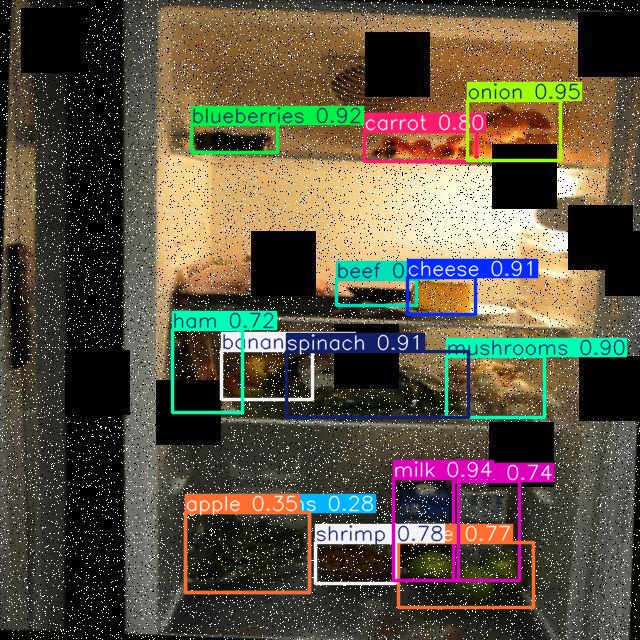 onion 0.95
blueberries 0.92
carrot 0.80
beef 0
cheese 0.91
ham 0.72
banan
spinach 0.91
mushrooms 0.90
milk 0.94
0.74
apple 0.35
s 0.28
shrimp 0.78
e 0.77